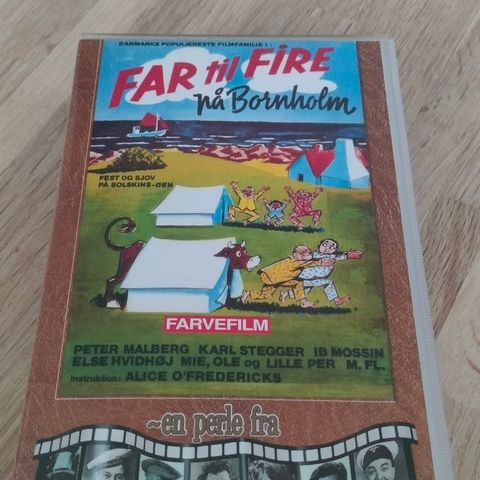 DANMARKS POPULÆRESTE FILMFAMILIE I:
FAR til FIRE
på Bornholm
FEST OG SJOV
PÅ SOLSKINS-ØEN
FARVEFILM
PETER MALBERG KARL STEGGER IB MOSSIN
ELSE HVIDHØJ MIE, OLE og LILLE PER M. FL.
Instruktion: ALICE O'FREDERICKS
~en perle fra